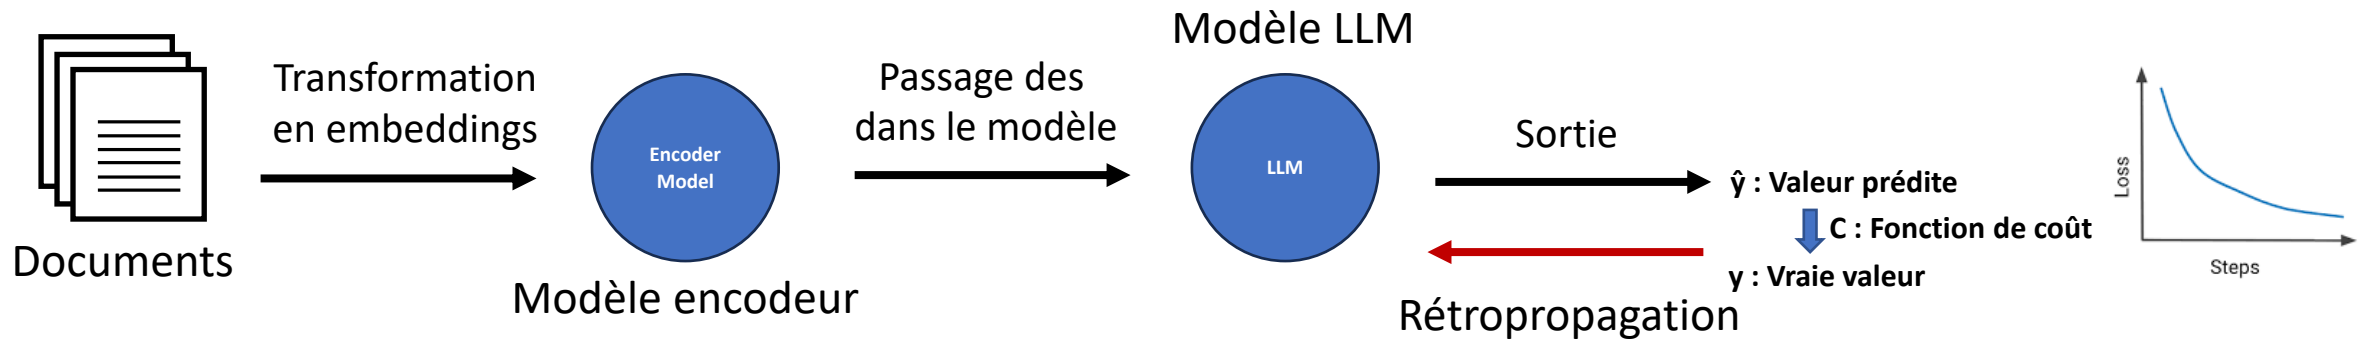 Documents
Transformation
en embeddings
Encoder
Model
Modèle encodeur
Passage des
dans le modèle
Modèle LLM
LLM
Sortie
ŷ : Valeur prédite
C : Fonction de coût
y : Vraie valeur
Rétropropagation
Loss
Steps